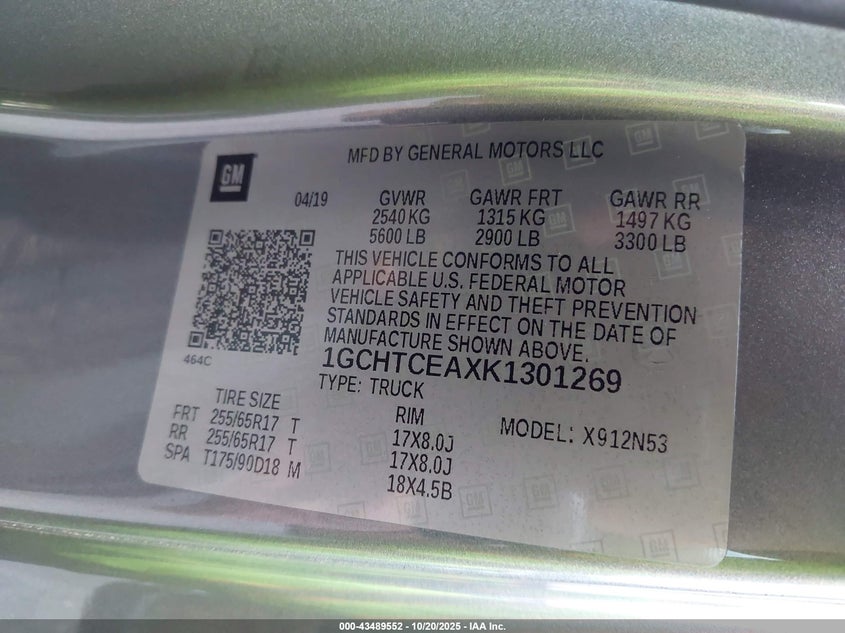 GM
MFD BY GENERAL MOTORS LLC
04/19
GVWR GAWR FRT GAWR RR
2540 KG 1315 KG 1497 KG
5600 LB 2900 LB 3300 LB
THIS VEHICLE CONFORMS TO ALL
APPLICABLE U.S. FEDERAL MOTOR
VEHICLE SAFETY AND THEFT PREVENTION
STANDARDS IN EFFECT ON THE DATE OF
MANUFACTURE SHOWN ABOVE.
464C
1GCHTCEAXK1301269
TYPE: TRUCK
TIRE SIZE RIM MODEL: X912N53
FRT 255/65R17 T 17X8.0J
RR 255/65R17 T 17X8.0J
SPA T175/90D18 M 18X4.5B
000-43489552 - 10/20/2025 - IAA Inc.